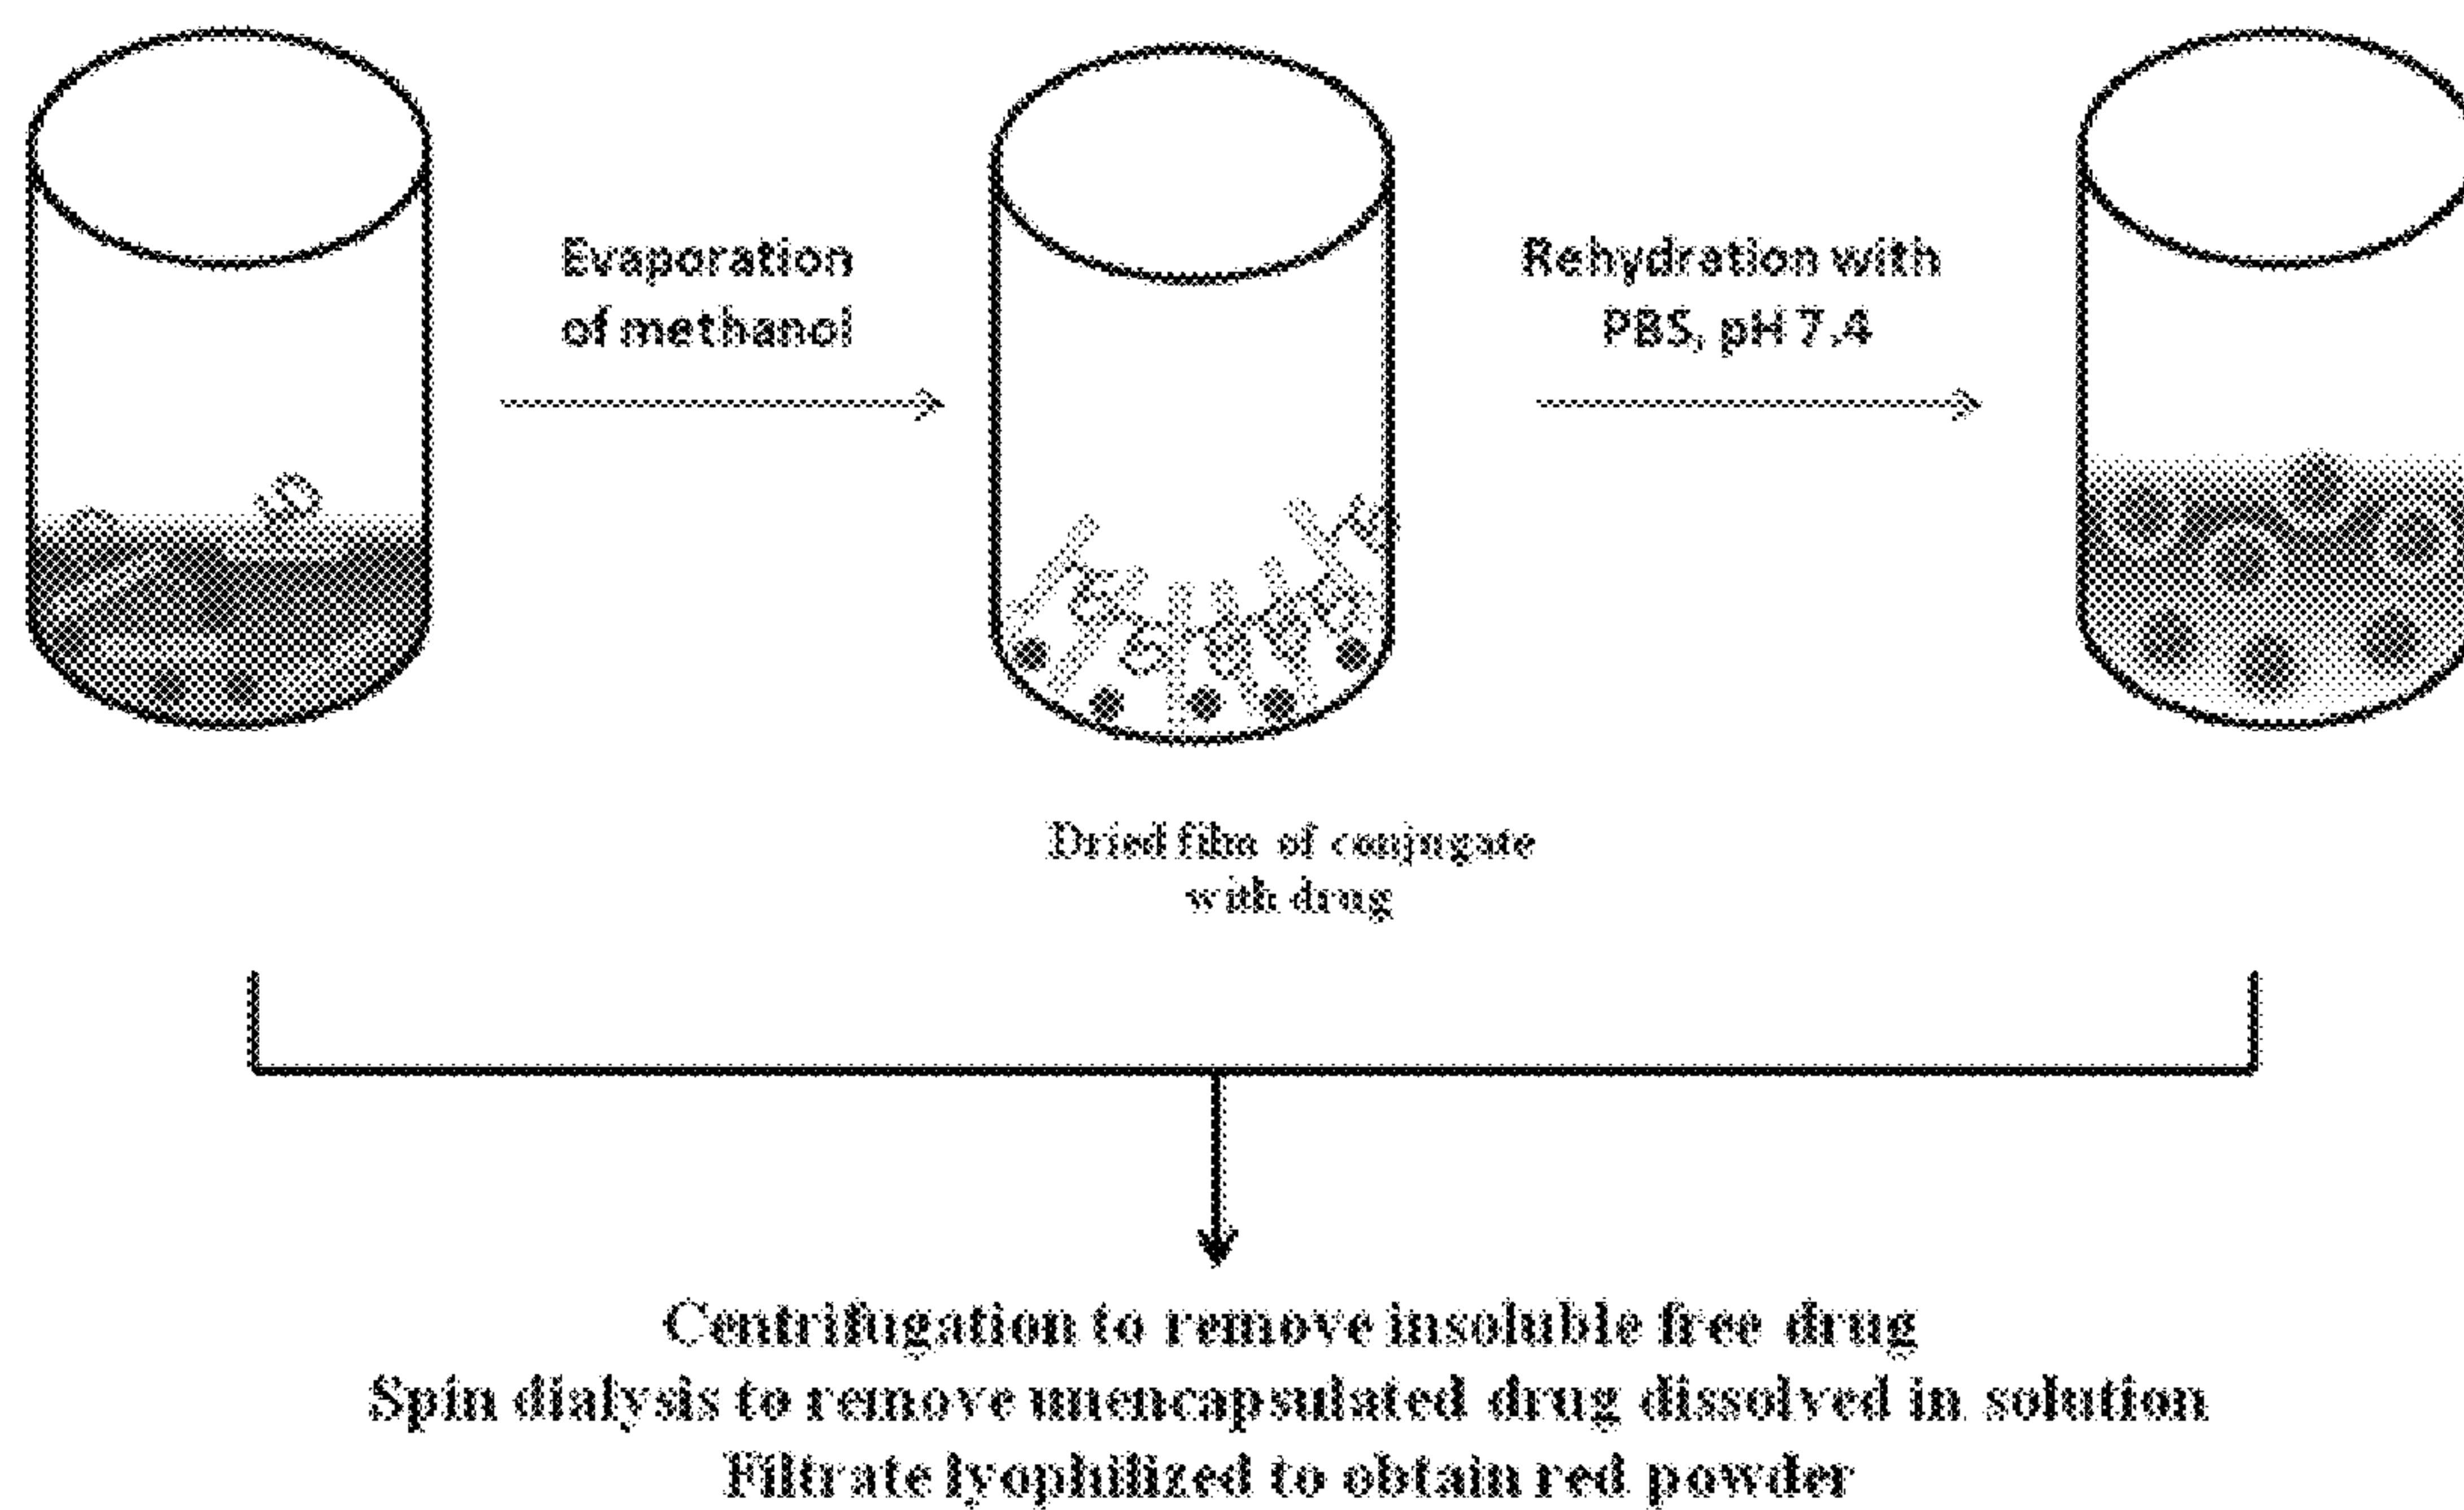 Evaporation
of methanol
Rehydration with
PBS, pH 7.4
Dried film of conjugate
with drug
Centrifugation to remove insoluble free drug
Spin dialysis to remove unencapsulated drug dissolved in solution
Filtrate lyophilized to obtain red powder